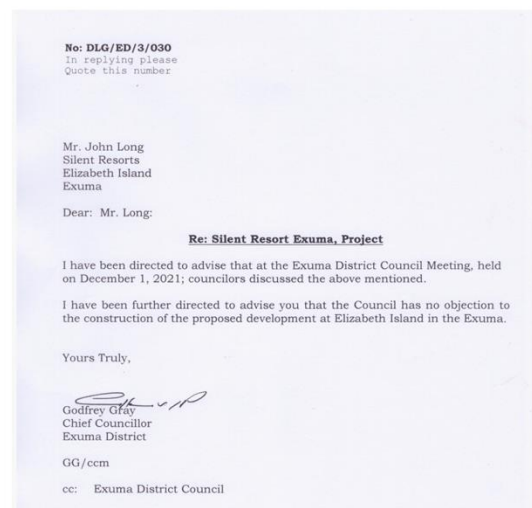 No: DLG/ED/3/030
In replying please
Quote this number
Mr. John Long
Silent Resorts
Elizabeth Island
Exuma
Dear: Mr. Long:
Re: Silent Resort Exuma, Project
I have been directed to advise that at the Exuma District Council Meeting, held
on December 1, 2021; councilors discussed the above mentioned.
I have been further directed to advise you that the Council has no objection to
the construction of the proposed development at Elizabeth Island in the Exuma.
Yours Truly,
Godfrey Gray
Chief Councillor
Exuma District
GG/ccm
cc: Exuma District Council